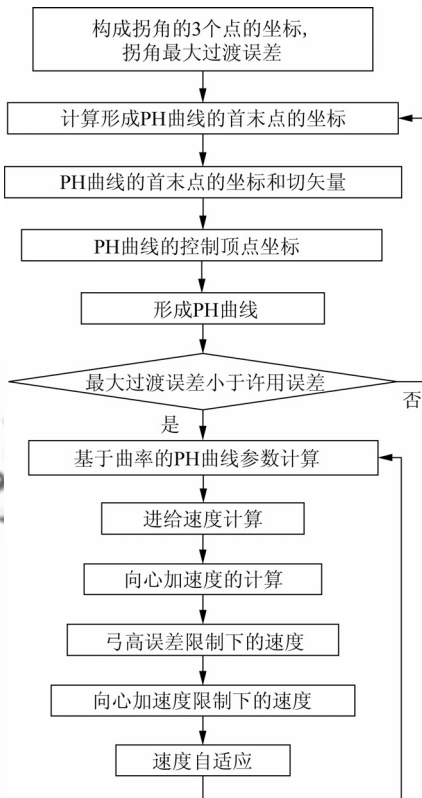 构成拐角的3个点的坐标,
拐角最大过渡误差
计算形成PH曲线的首末点的坐标
PH曲线的首末点的坐标和切矢量
PH曲线的控制顶点坐标
形成PH曲线
最大过渡误差小于许用误差
否
是
基于曲率的PH曲线参数计算
进给速度计算
向心加速度的计算
弓高误差限制下的速度
向心加速度限制下的速度
速度自适应